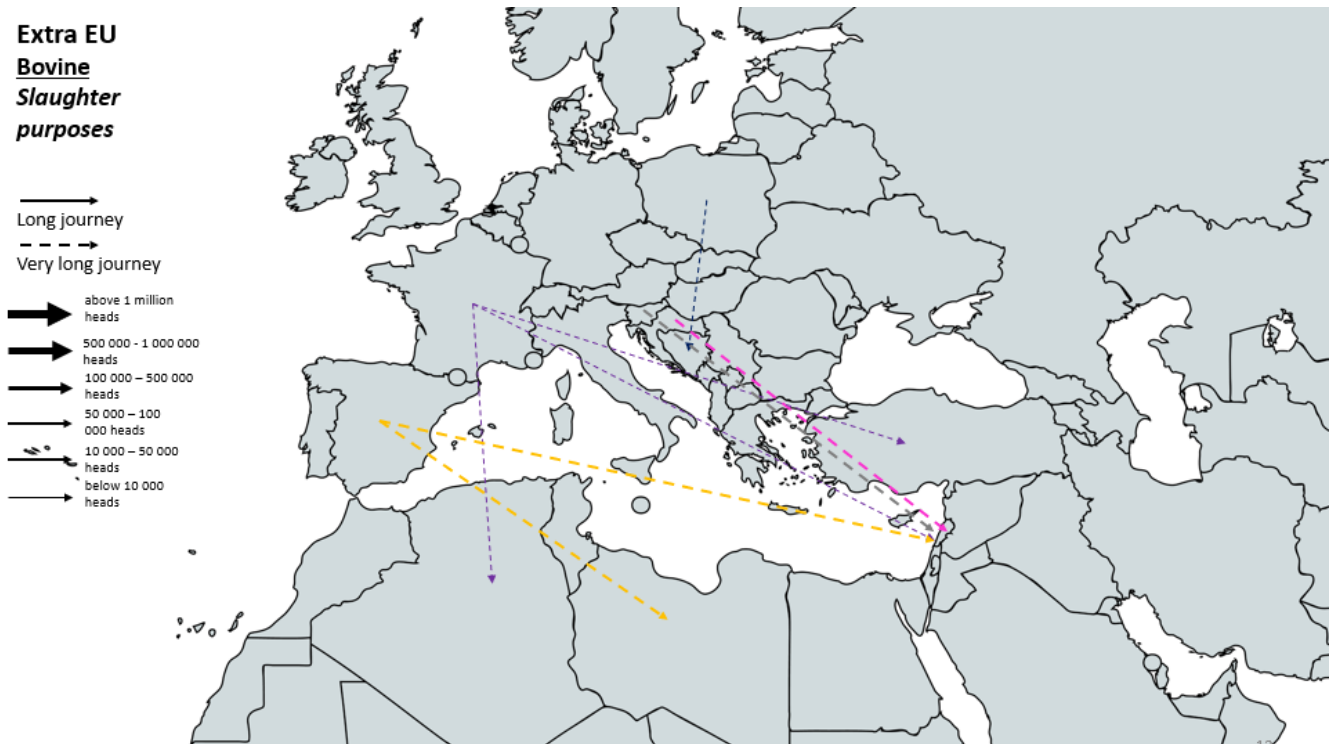 Extra EU
Bovine
Slaughter
purposes
Long journey
Very long journey
above 1 million
heads
500 000 - 1 000 000
heads
100 000 – 500 000
heads
50 000 – 100
000 heads
10 000 – 50 000
heads
below 10 000
heads